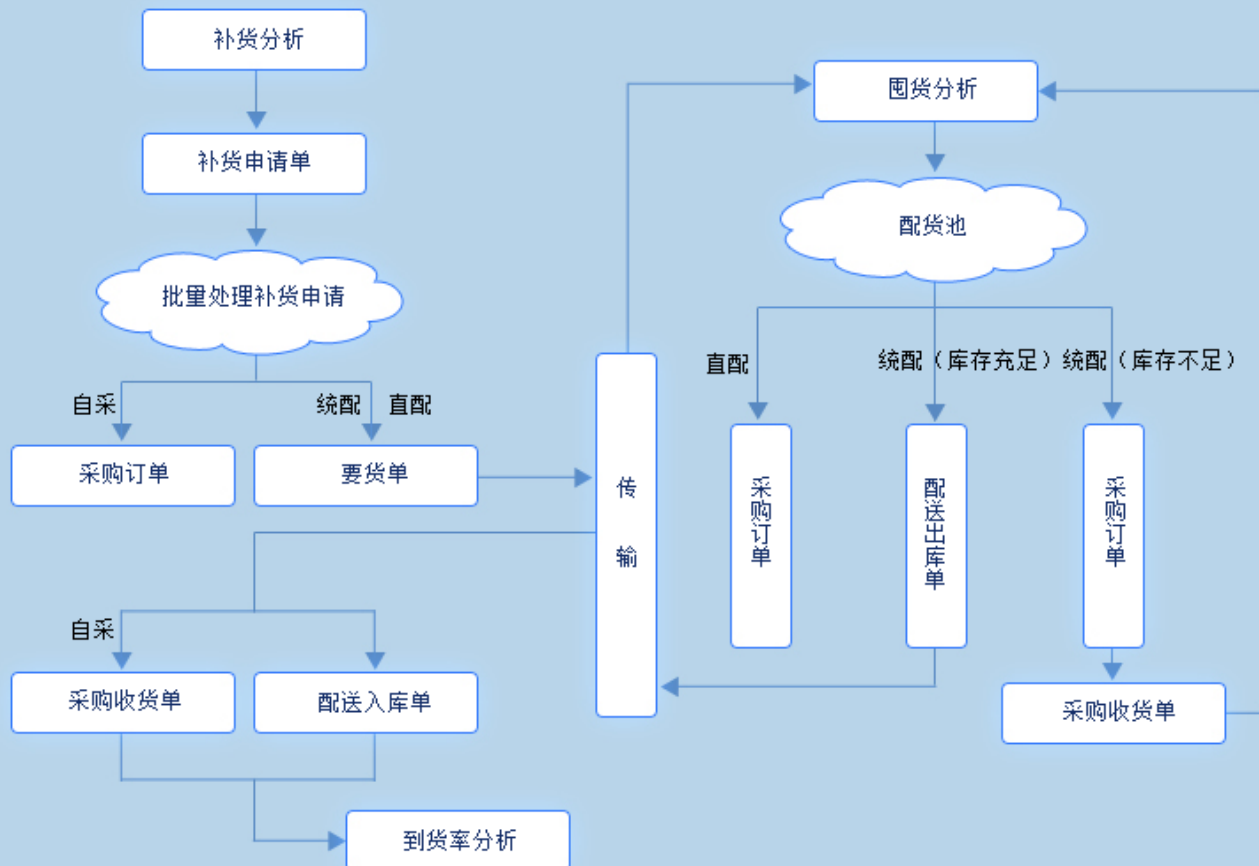 补货分析
补货申请单
批量处理补货申请
自采
统配
直配
采购订单
要货单
传输
自采
采购收货单
配送入库单
到货率分析
囤货分析
配货池
直配
统配（库存充足）
统配（库存不足）
采购订单
配送出库单
采购订单
采购收货单